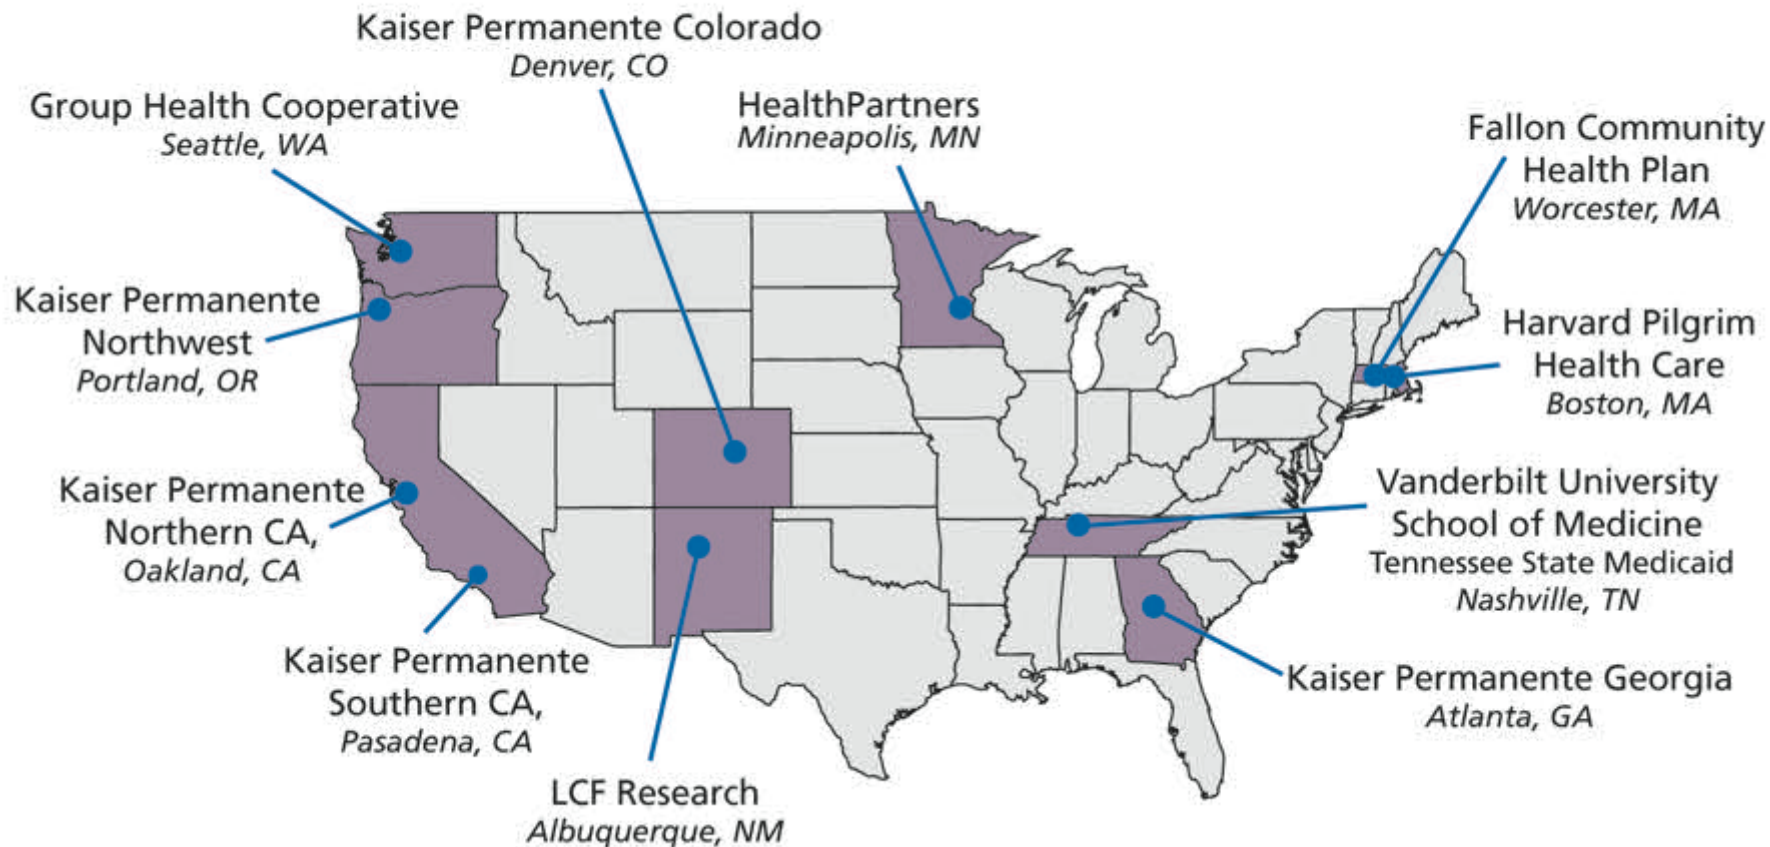 Kaiser Permanente Colorado
Denver, CO
Group Health Cooperative
Seattle, WA
HealthPartners
Minneapolis, MN
Fallon Community
Health Plan
Worcester, MA
Kaiser Permanente
Northwest
Portland, OR
Harvard Pilgrim
Health Care
Boston, MA
Kaiser Permanente
Northern CA,
Oakland, CA
Vanderbilt University
School of Medicine
Tennessee State Medicaid
Nashville, TN
Kaiser Permanente
Southern CA,
Pasadena, CA
Kaiser Permanente Georgia
Atlanta, GA
LCF Research
Albuquerque, NM